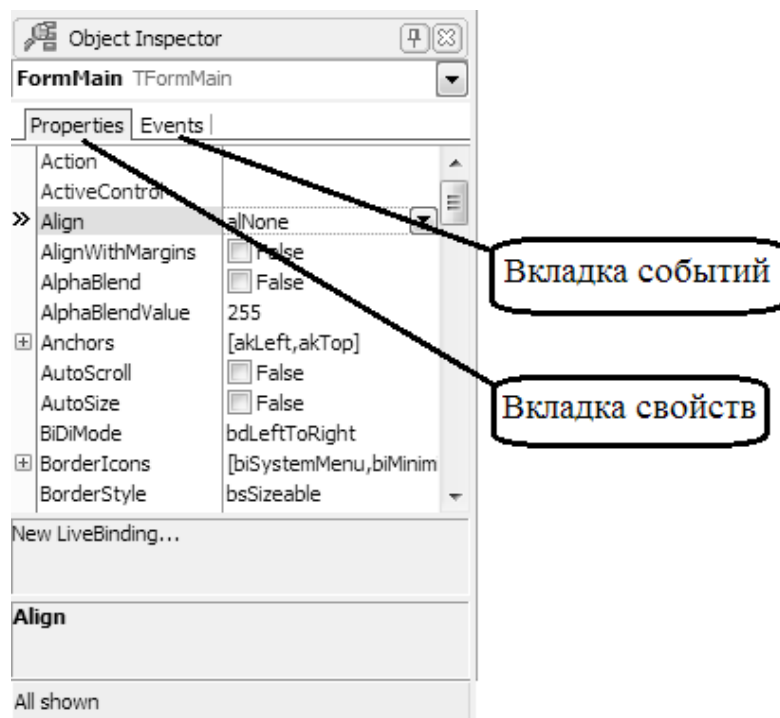 Object Inspector
FormMain TFormMain
Properties Events
Action
ActiveControl
Align alNone
AlignWithMargins False
AlphaBlend False
AlphaBlendValue 255
Anchors [akLeft,akTop]
AutoScroll False
AutoSize False
BiDiMode bdLeftToRight
BorderIcons [biSystemMenu,biMinim
BorderStyle bsSizeable
New LiveBinding...
Align
All shown
Вкладка событий
Вкладка свойств